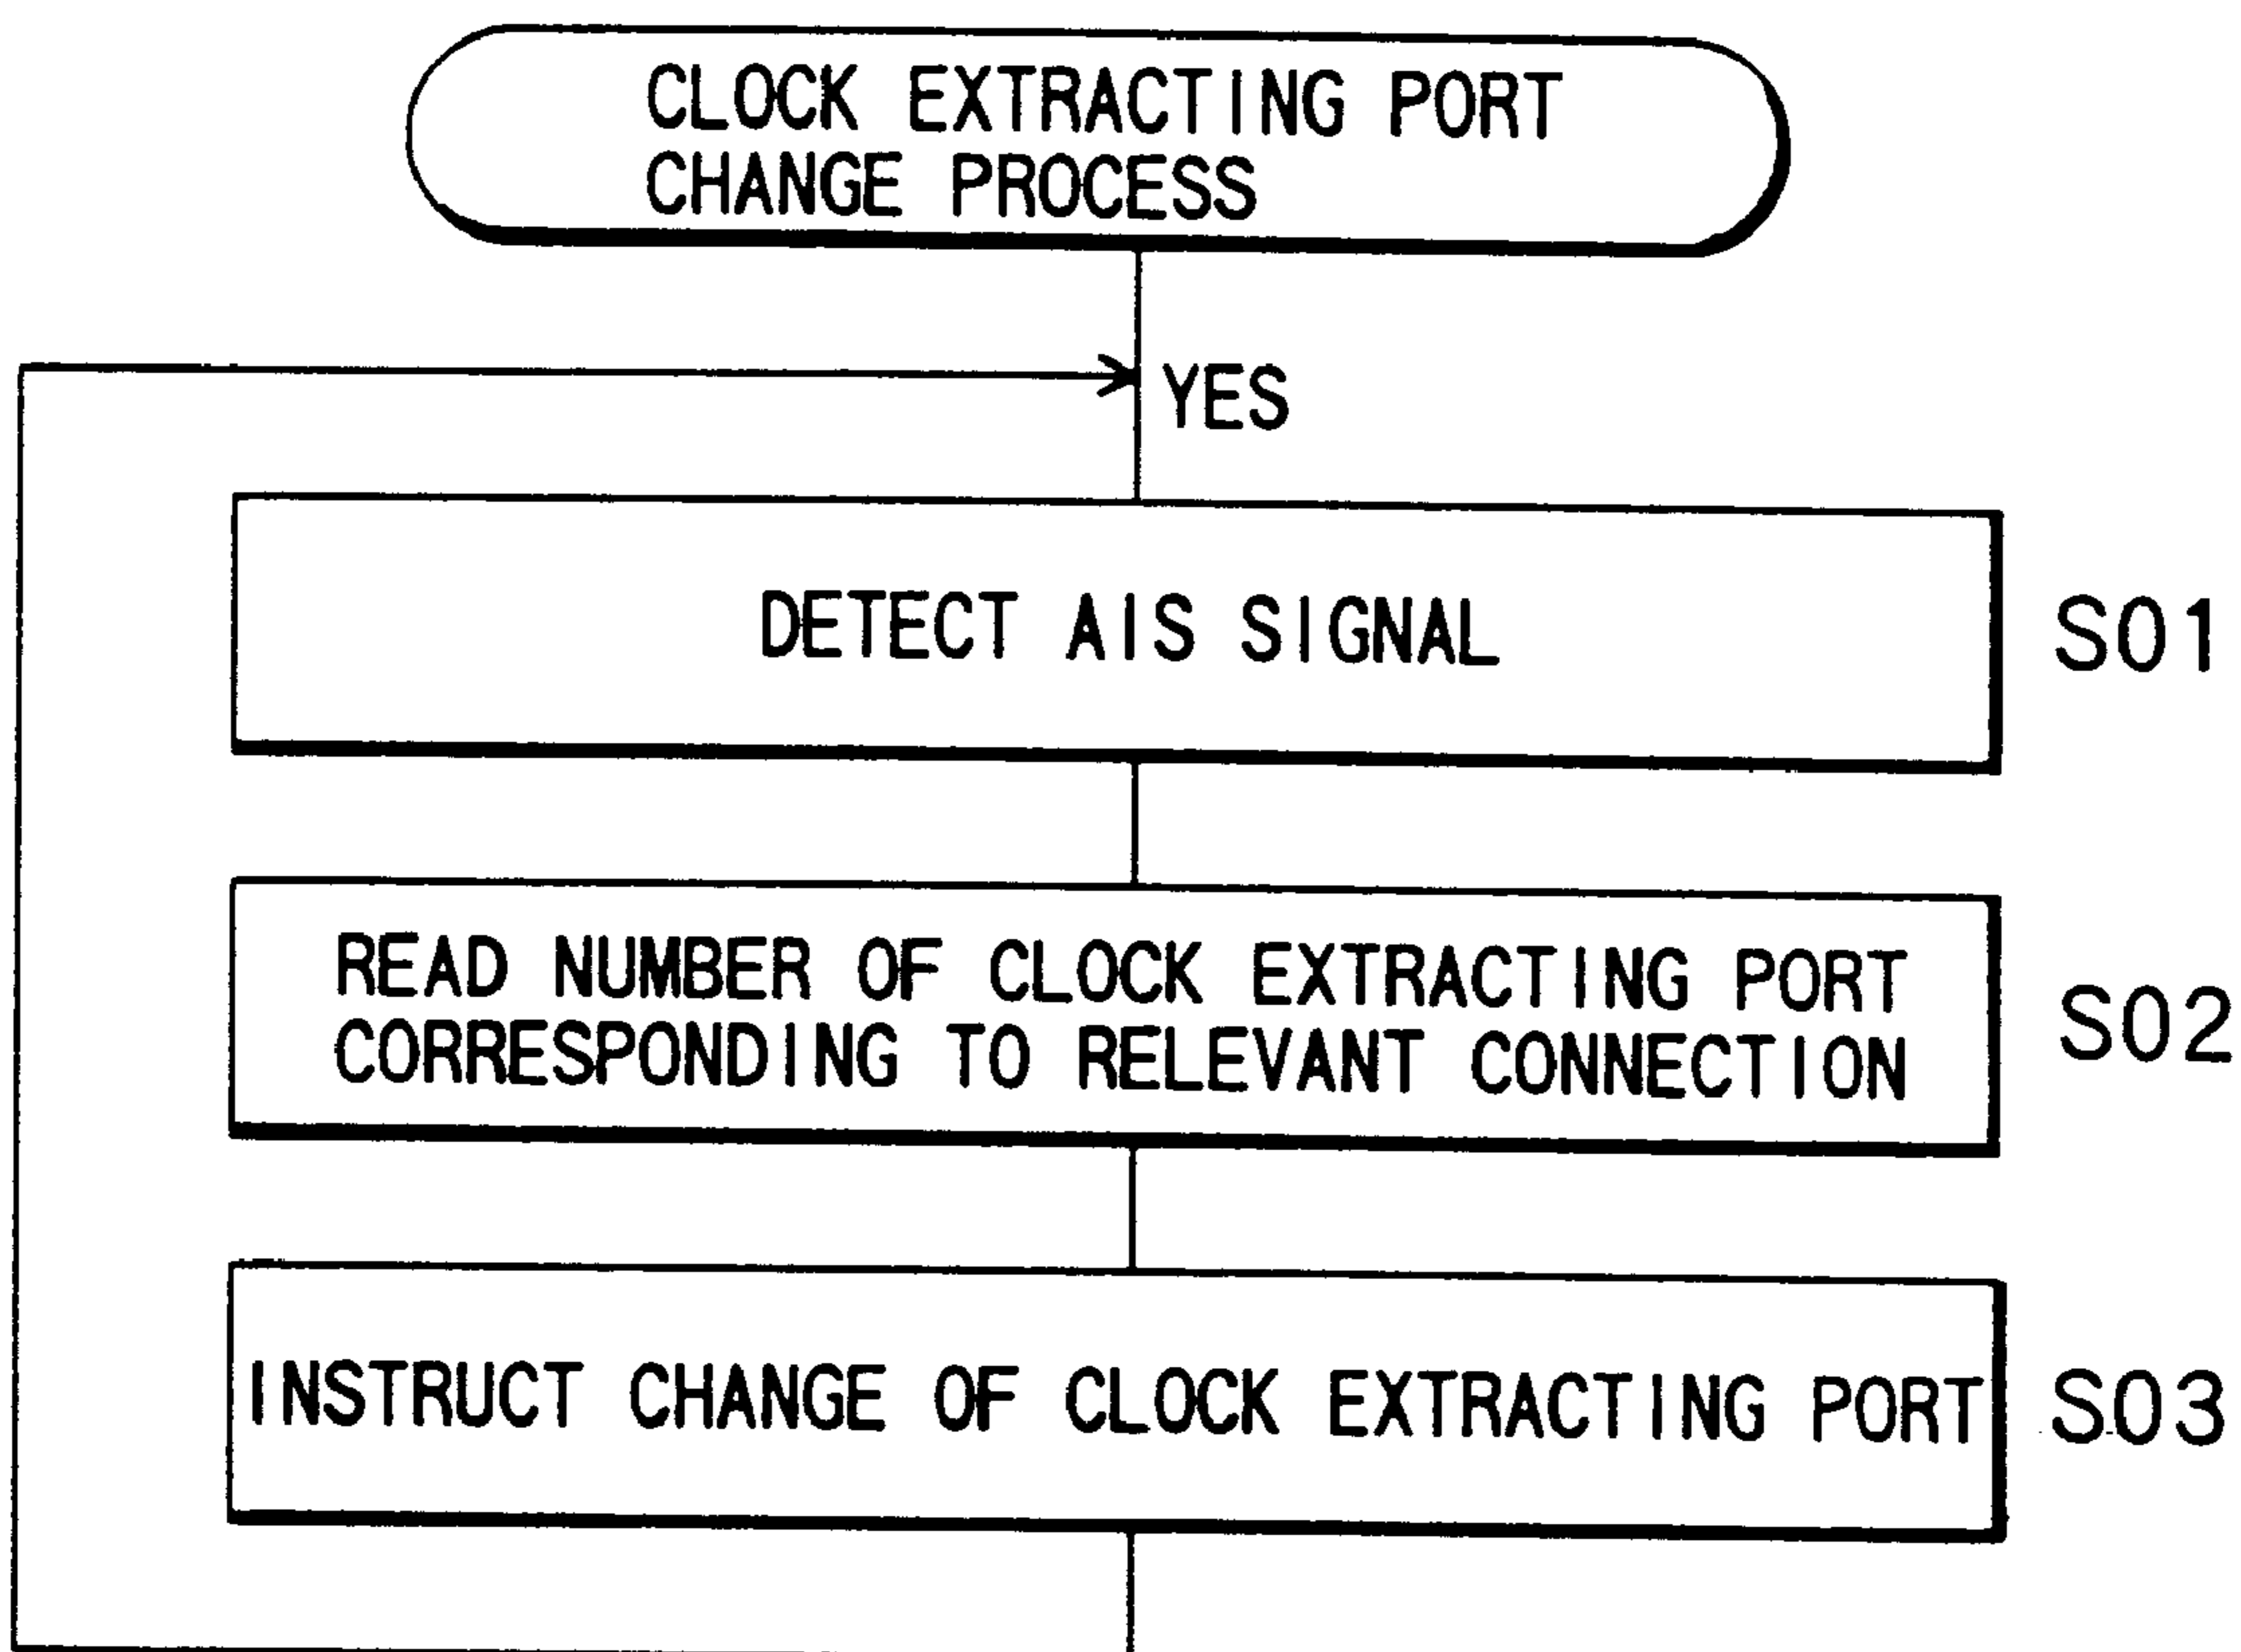 CLOCK EXTRACTING PORT
CHANGE PROCESS
YES
DETECT AIS SIGNAL
S01
READ NUMBER OF CLOCK EXTRACTING PORT
CORRESPONDING TO RELEVANT CONNECTION
S02
INSTRUCT CHANGE OF CLOCK EXTRACTING PORT
S03